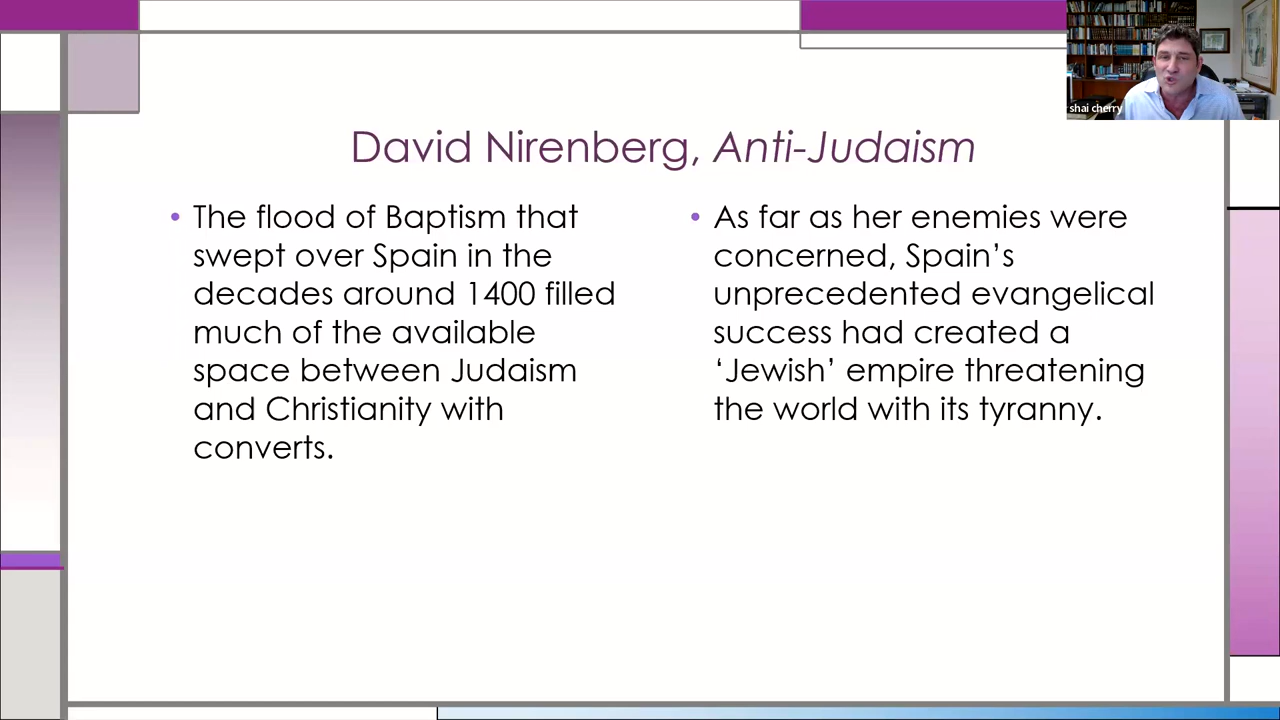 shai cherry
David Nirenberg, Anti-Judaism
• The flood of Baptism that
swept over Spain in the
decades around 1400 filled
much of the available
space between Judaism
and Christianity with
converts.
• As far as her enemies were
concerned, Spain’s
unprecedented evangelical
success had created a
‘Jewish’ empire threatening
the world with its tyranny.